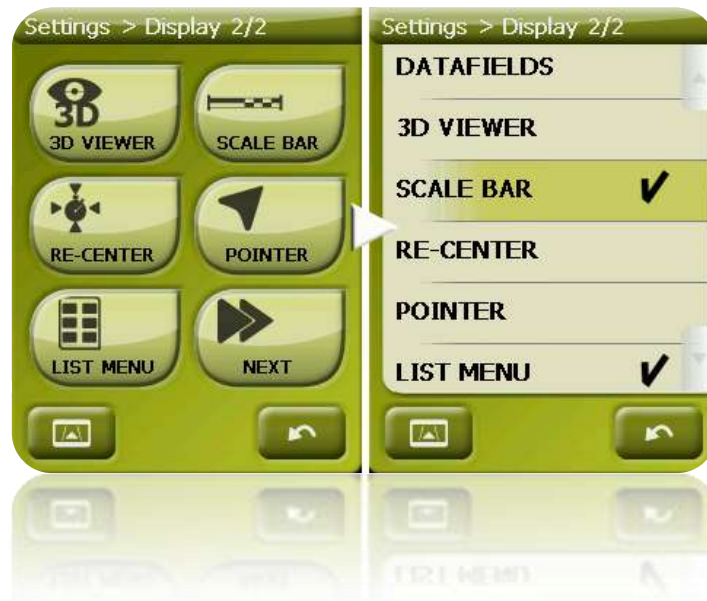 Settings > Display 2/2
3D
3D VIEWER
SCALE BAR
RE-CENTER
POINTER
LIST MENU
NEXT
Settings > Display 2/2
DATAFIELDS
3D VIEWER
SCALE BAR
RE-CENTER
POINTER
LIST MENU